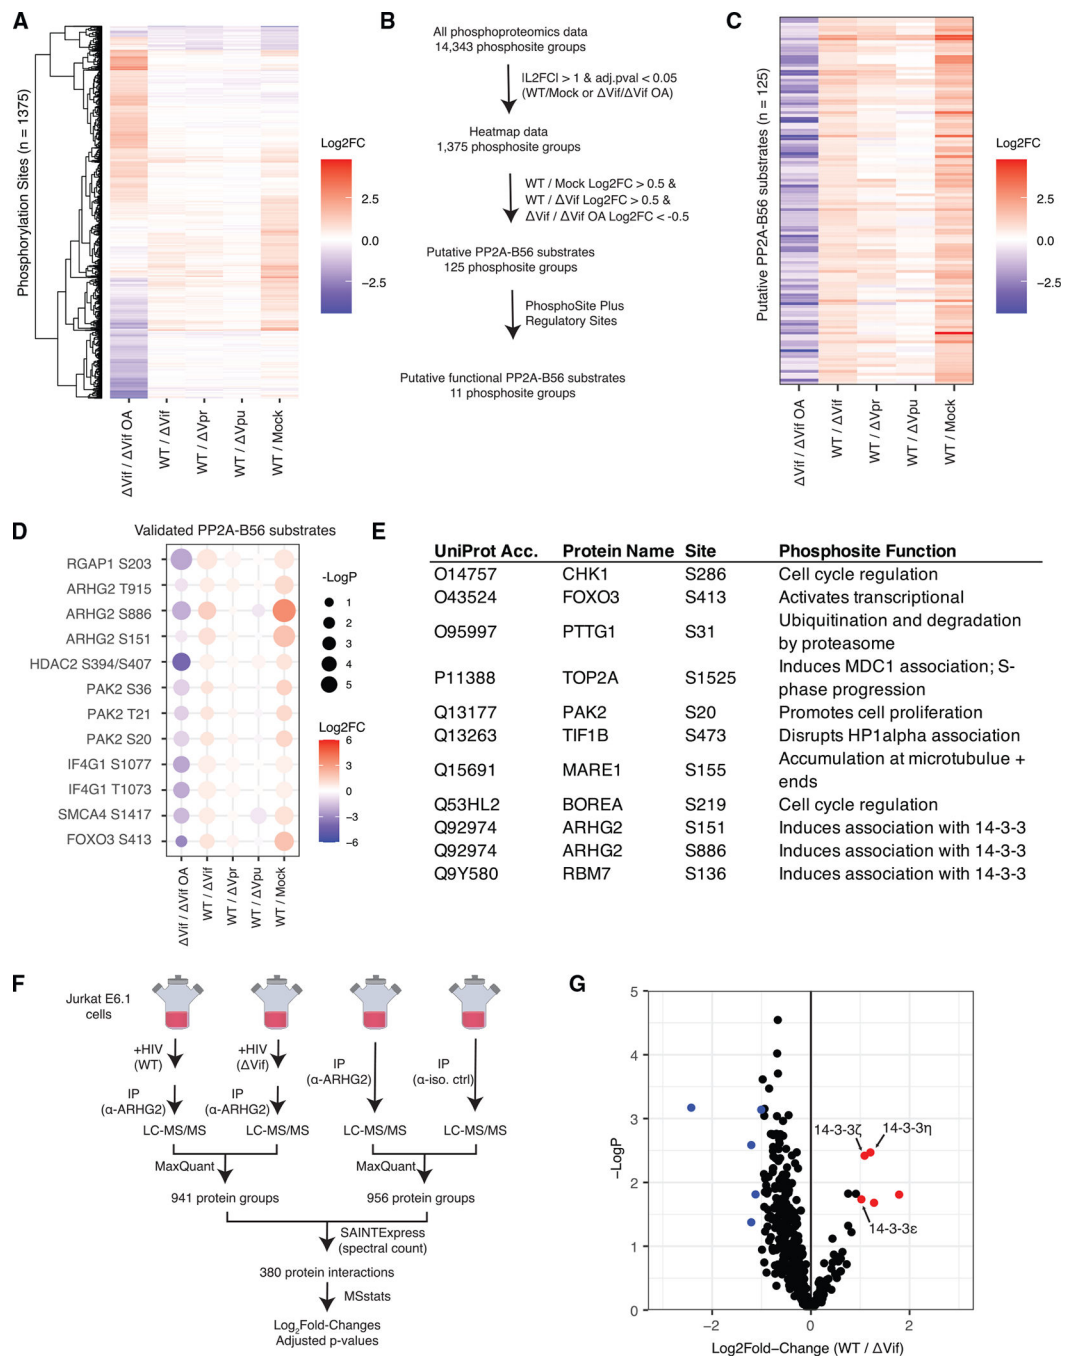 A
Phosphorylation Sites (n = 1375)
Log2FC
2.5
0.0
−2.5
ΔVif / ΔVif OA
WT / ΔVif
WT / ΔVpr
WT / ΔVpu
WT / Mock
B
All phosphoproteomics data
14,343 phosphosite groups
IL2FCI > 1 & adj.pval < 0.05
(WT/Mock or ΔVif/ΔVif OA)
Heatmap data
1,375 phosphosite groups
WT / Mock Log2FC > 0.5 &
WT / ΔVif Log2FC > 0.5 &
ΔVif / ΔVif OA Log2FC < -0.5
Putative PP2A-B56 substrates
125 phosphosite groups
PhosphoSite Plus
Regulatory Sites
Putative functional PP2A-B56 substrates
11 phosphosite groups
C
Putative PP2A-B56 substrates (n = 125)
Log2FC
2.5
0.0
−2.5
ΔVif / ΔVif OA
WT / ΔVif
WT / ΔVpr
WT / ΔVpu
WT / Mock
D
Validated PP2A-B56 substrates
RGAP1 S203
ARHG2 T915
ARHG2 S886
ARHG2 S151
HDAC2 S394/S407
PAK2 S36
PAK2 T21
PAK2 S20
IF4G1 S1077
IF4G1 T1073
SMCA4 S1417
FOXO3 S413
-LogP
1
2
3
4
5
Log2FC
6
3
0
−3
−6
ΔVif / ΔVif OA
WT / ΔVif
WT / ΔVpr
WT / ΔVpu
WT / Mock
E
UniProt Acc. Protein Name Site Phosphosite Function
O14757 CHK1 S286 Cell cycle regulation
O43524 FOXO3 S413 Activates transcriptional
O95997 PTTG1 S31 Ubiquitination and degradation
by proteasome
P11388 TOP2A S1525 Induces MDC1 association; S-
phase progression
Q13177 PAK2 S20 Promotes cell proliferation
Q13263 TIF1B S473 Disrupts HP1alpha association
Q15691 MARE1 S155 Accumulation at microtubulue +
ends
Q53HL2 BOREA S219 Cell cycle regulation
Q92974 ARHG2 S151 Induces association with 14-3-3
Q92974 ARHG2 S886 Induces association with 14-3-3
Q9Y580 RBM7 S136 Induces association with 14-3-3
F
Jurkat E6.1
cells
+HIV
(WT)
+HIV
(ΔVif)
IP
(α-ARHG2)
IP
(α-ARHG2)
IP
(α-ARHG2)
IP
(α-iso. ctrl)
LC-MS/MS
LC-MS/MS
LC-MS/MS
LC-MS/MS
MaxQuant
MaxQuant
941 protein groups
956 protein groups
SAINTExpress
(spectral count)
380 protein interactions
MSstats
Log2Fold-Changes
Adjusted p-values
G
−LogP
5
4
3
2
1
0
14-3-3ζ
14-3-3η
14-3-3ε
−2
0
2
Log2Fold−Change (WT / ΔVif)